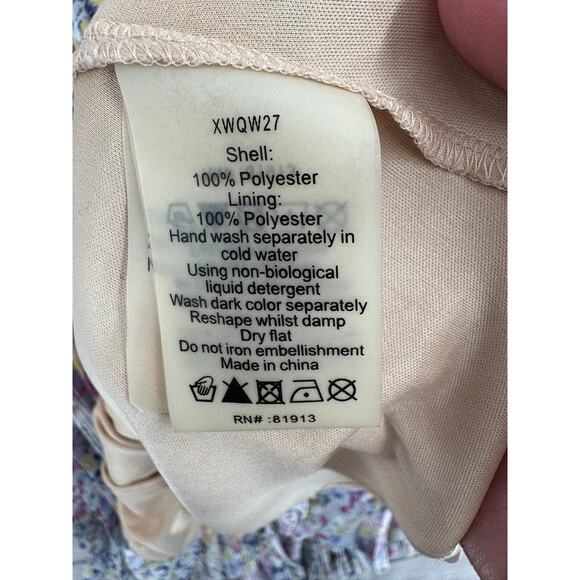 XWQW27
Shell:
100% Polyester
Lining:
100% Polyester
Hand wash separately in
cold water
Using non-biological
liquid detergent
Wash dark color separately
Reshape whilst damp
Dry flat
Do not iron embellishment
Made in china
RN# :81913